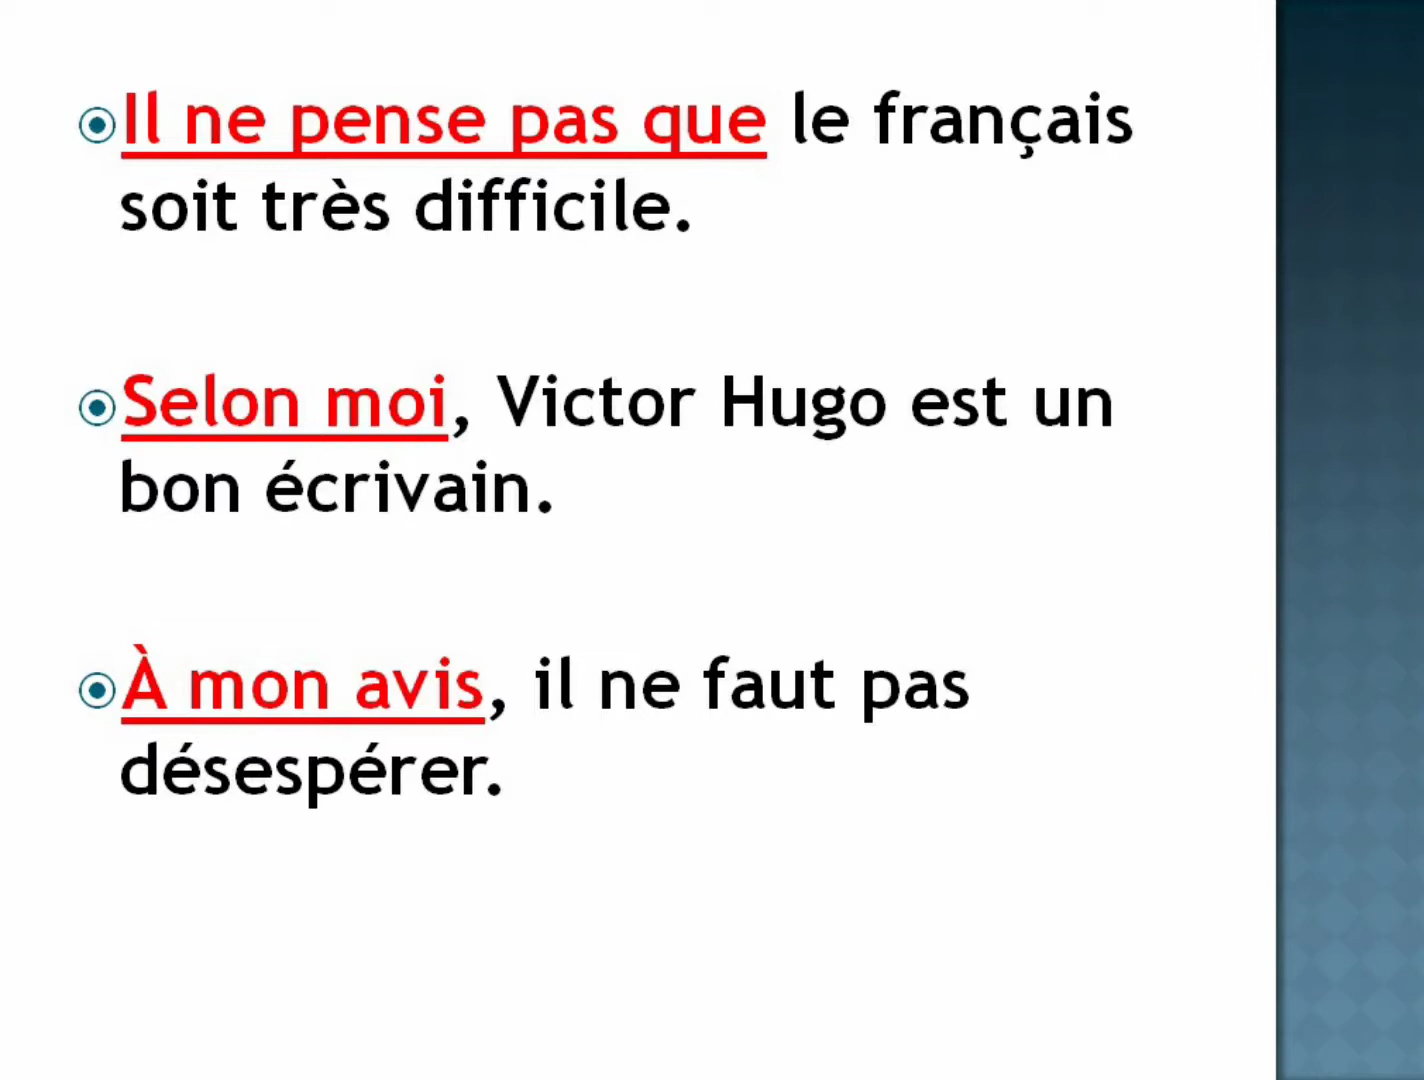 Il ne pense pas que le français
soit très difficile.
Selon moi, Victor Hugo est un
bon écrivain.
À mon avis, il ne faut pas
désespérer.